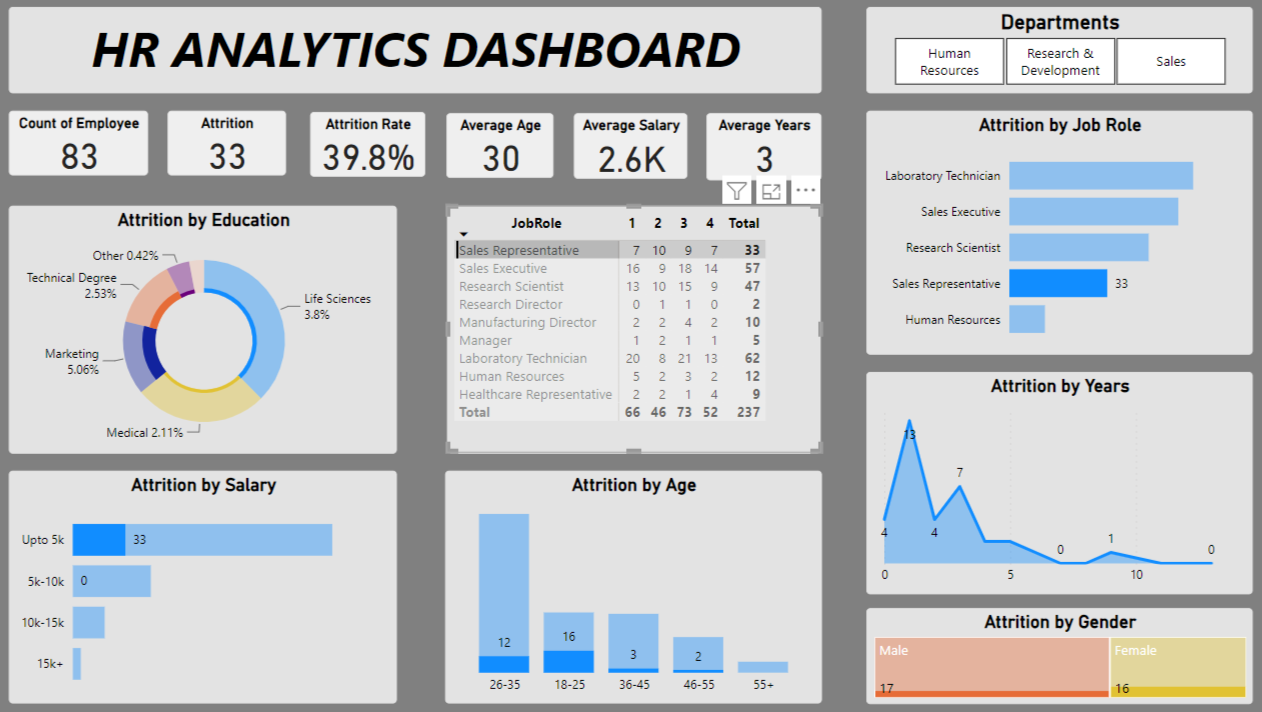 HR ANALYTICS DASHBOARD
Departments
Human
Resources
Research &
Development
Sales
Count of Employee
83
Attrition
33
Attrition Rate
39.8%
Average Age
30
Average Salary
2.6K
Average Years
3
Attrition by Education
Other 0.42%
Technical Degree
2.53%
Life Sciences
3.8%
Marketing
5.06%
Medical 2.11%
JobRole 1 2 3 4 Total
Sales Representative 7 10 9 7 33
Sales Executive 16 9 18 14 57
Research Scientist 13 10 15 9 47
Research Director 0 1 1 0 2
Manufacturing Director 2 2 4 2 10
Manager 1 2 1 1 5
Laboratory Technician 20 8 21 13 62
Human Resources 5 2 3 2 12
Healthcare Representative 2 2 1 4 9
Total 66 46 73 52 237
Attrition by Job Role
Laboratory Technician
Sales Executive
Research Scientist
Sales Representative 33
Human Resources
Attrition by Salary
Upto 5k 33
5k-10k 0
10k-15k
15k+
Attrition by Age
12 16 3 2
26-35 18-25 36-45 46-55 55+
Attrition by Years
13
7
4 4
0 1 0
0 5 10
Attrition by Gender
Male Female
17 16